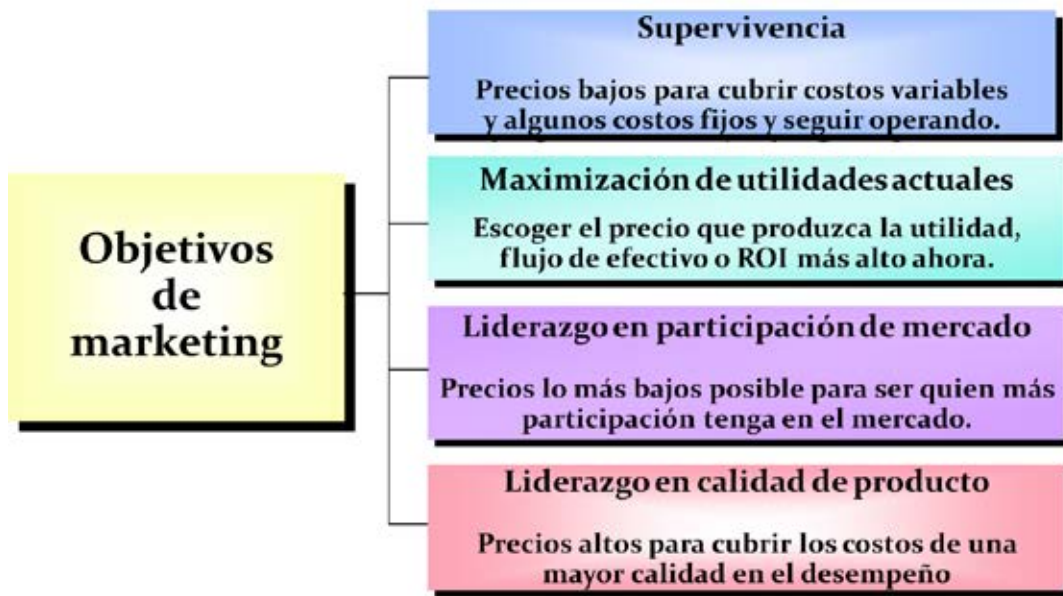 Objetivos
de
marketing
Supervivencia
Precios bajos para cubrir costos variables
y algunos costos fijos y seguir operando.
Maximización de utilidades actuales
Escoger el precio que produzca la utilidad,
flujo de efectivo o ROI más alto ahora.
Liderazgo en participación de mercado
Precios lo más bajos posible para ser quien más
participación tenga en el mercado.
Liderazgo en calidad de producto
Precios altos para cubrir los costos de una
mayor calidad en el desempeño